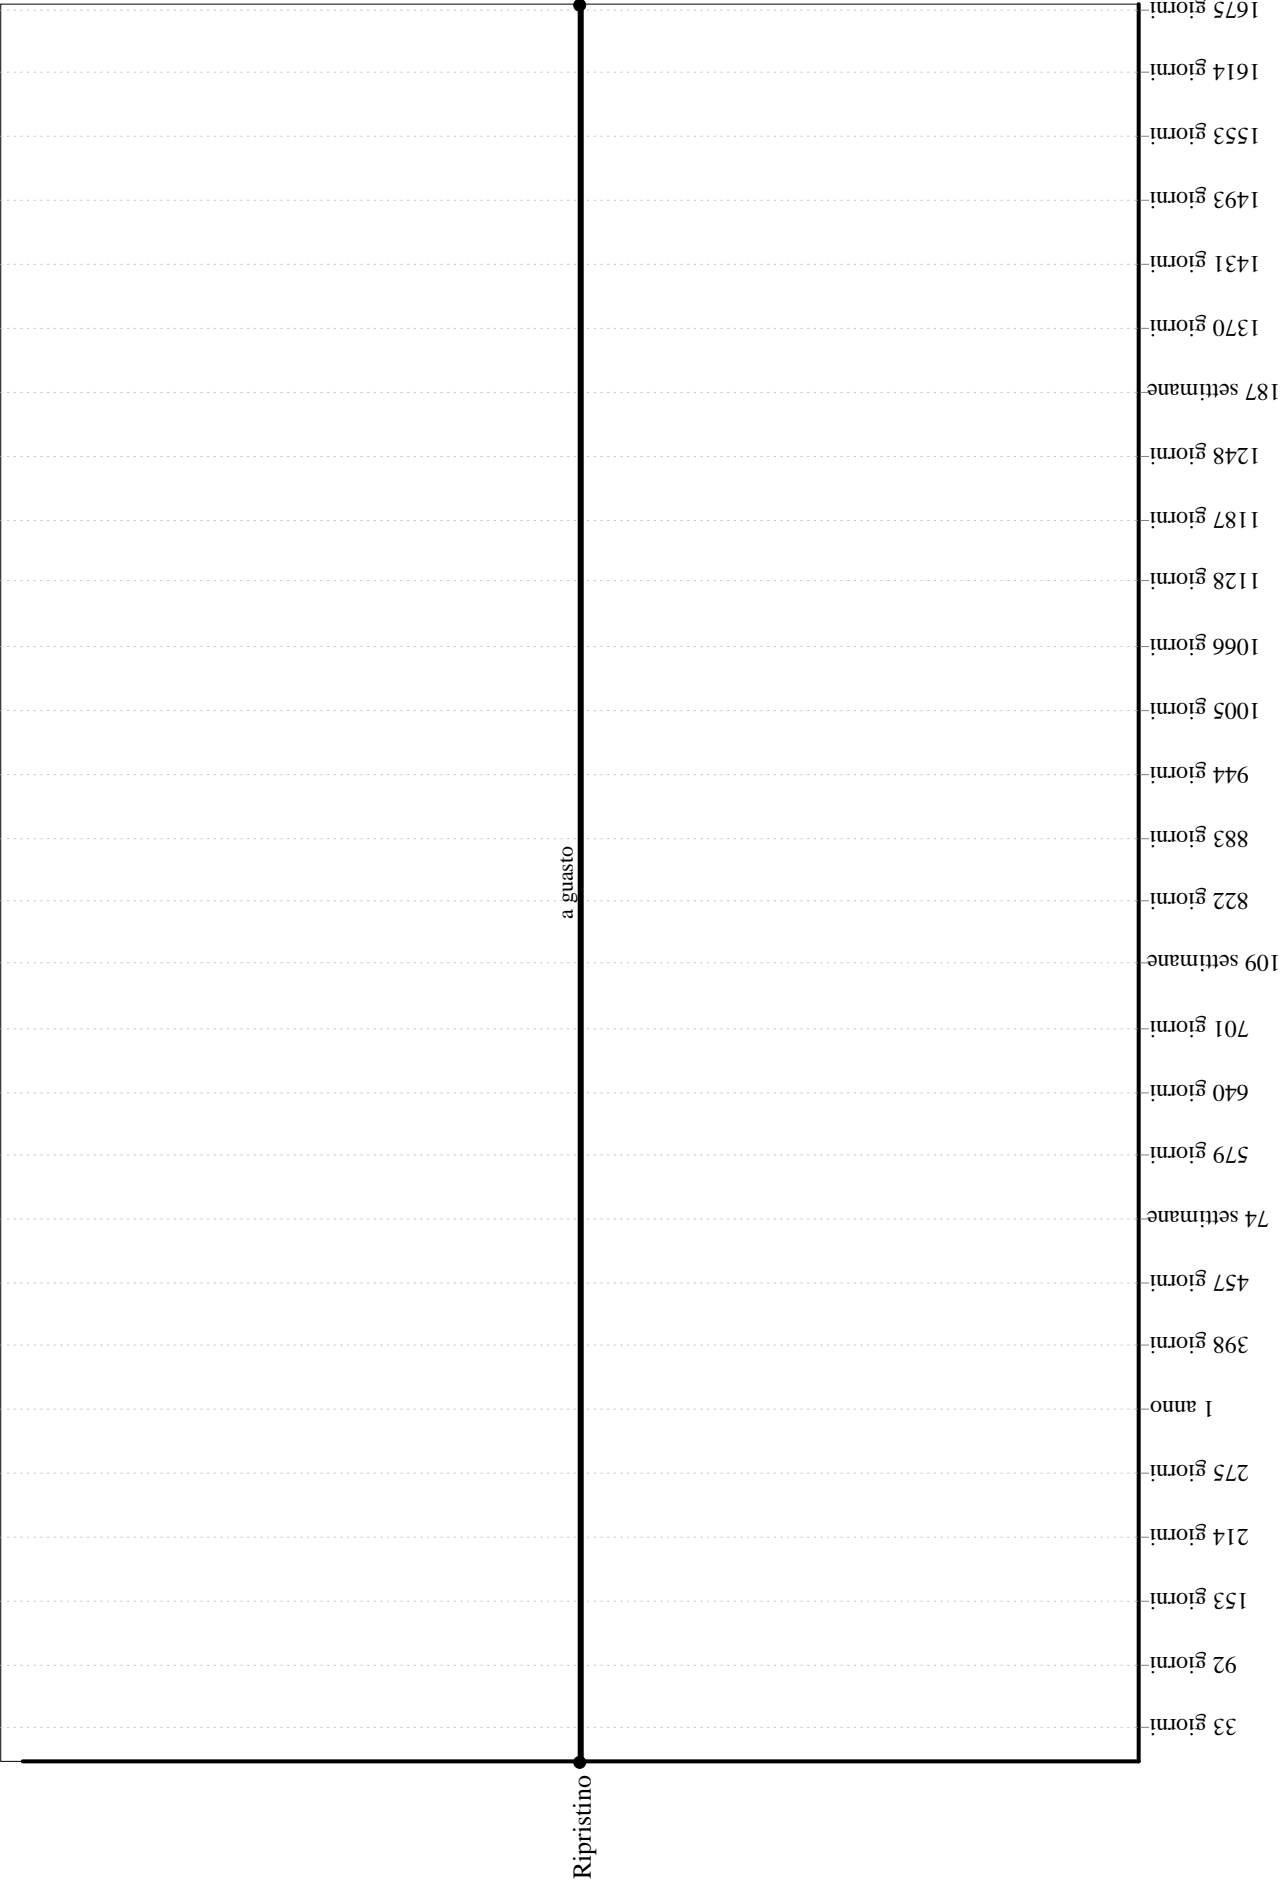 1675 giorni
1614 giorni
1553 giorni
1493 giorni
1431 giorni
1370 giorni
187 settimane
1248 giorni
1187 giorni
1128 giorni
1066 giorni
1005 giorni
944 giorni
883 giorni
822 giorni
109 settimane
701 giorni
640 giorni
579 giorni
74 settimane
457 giorni
398 giorni
1 anno
275 giorni
214 giorni
153 giorni
92 giorni
33 giorni
a guasto
Ripristino